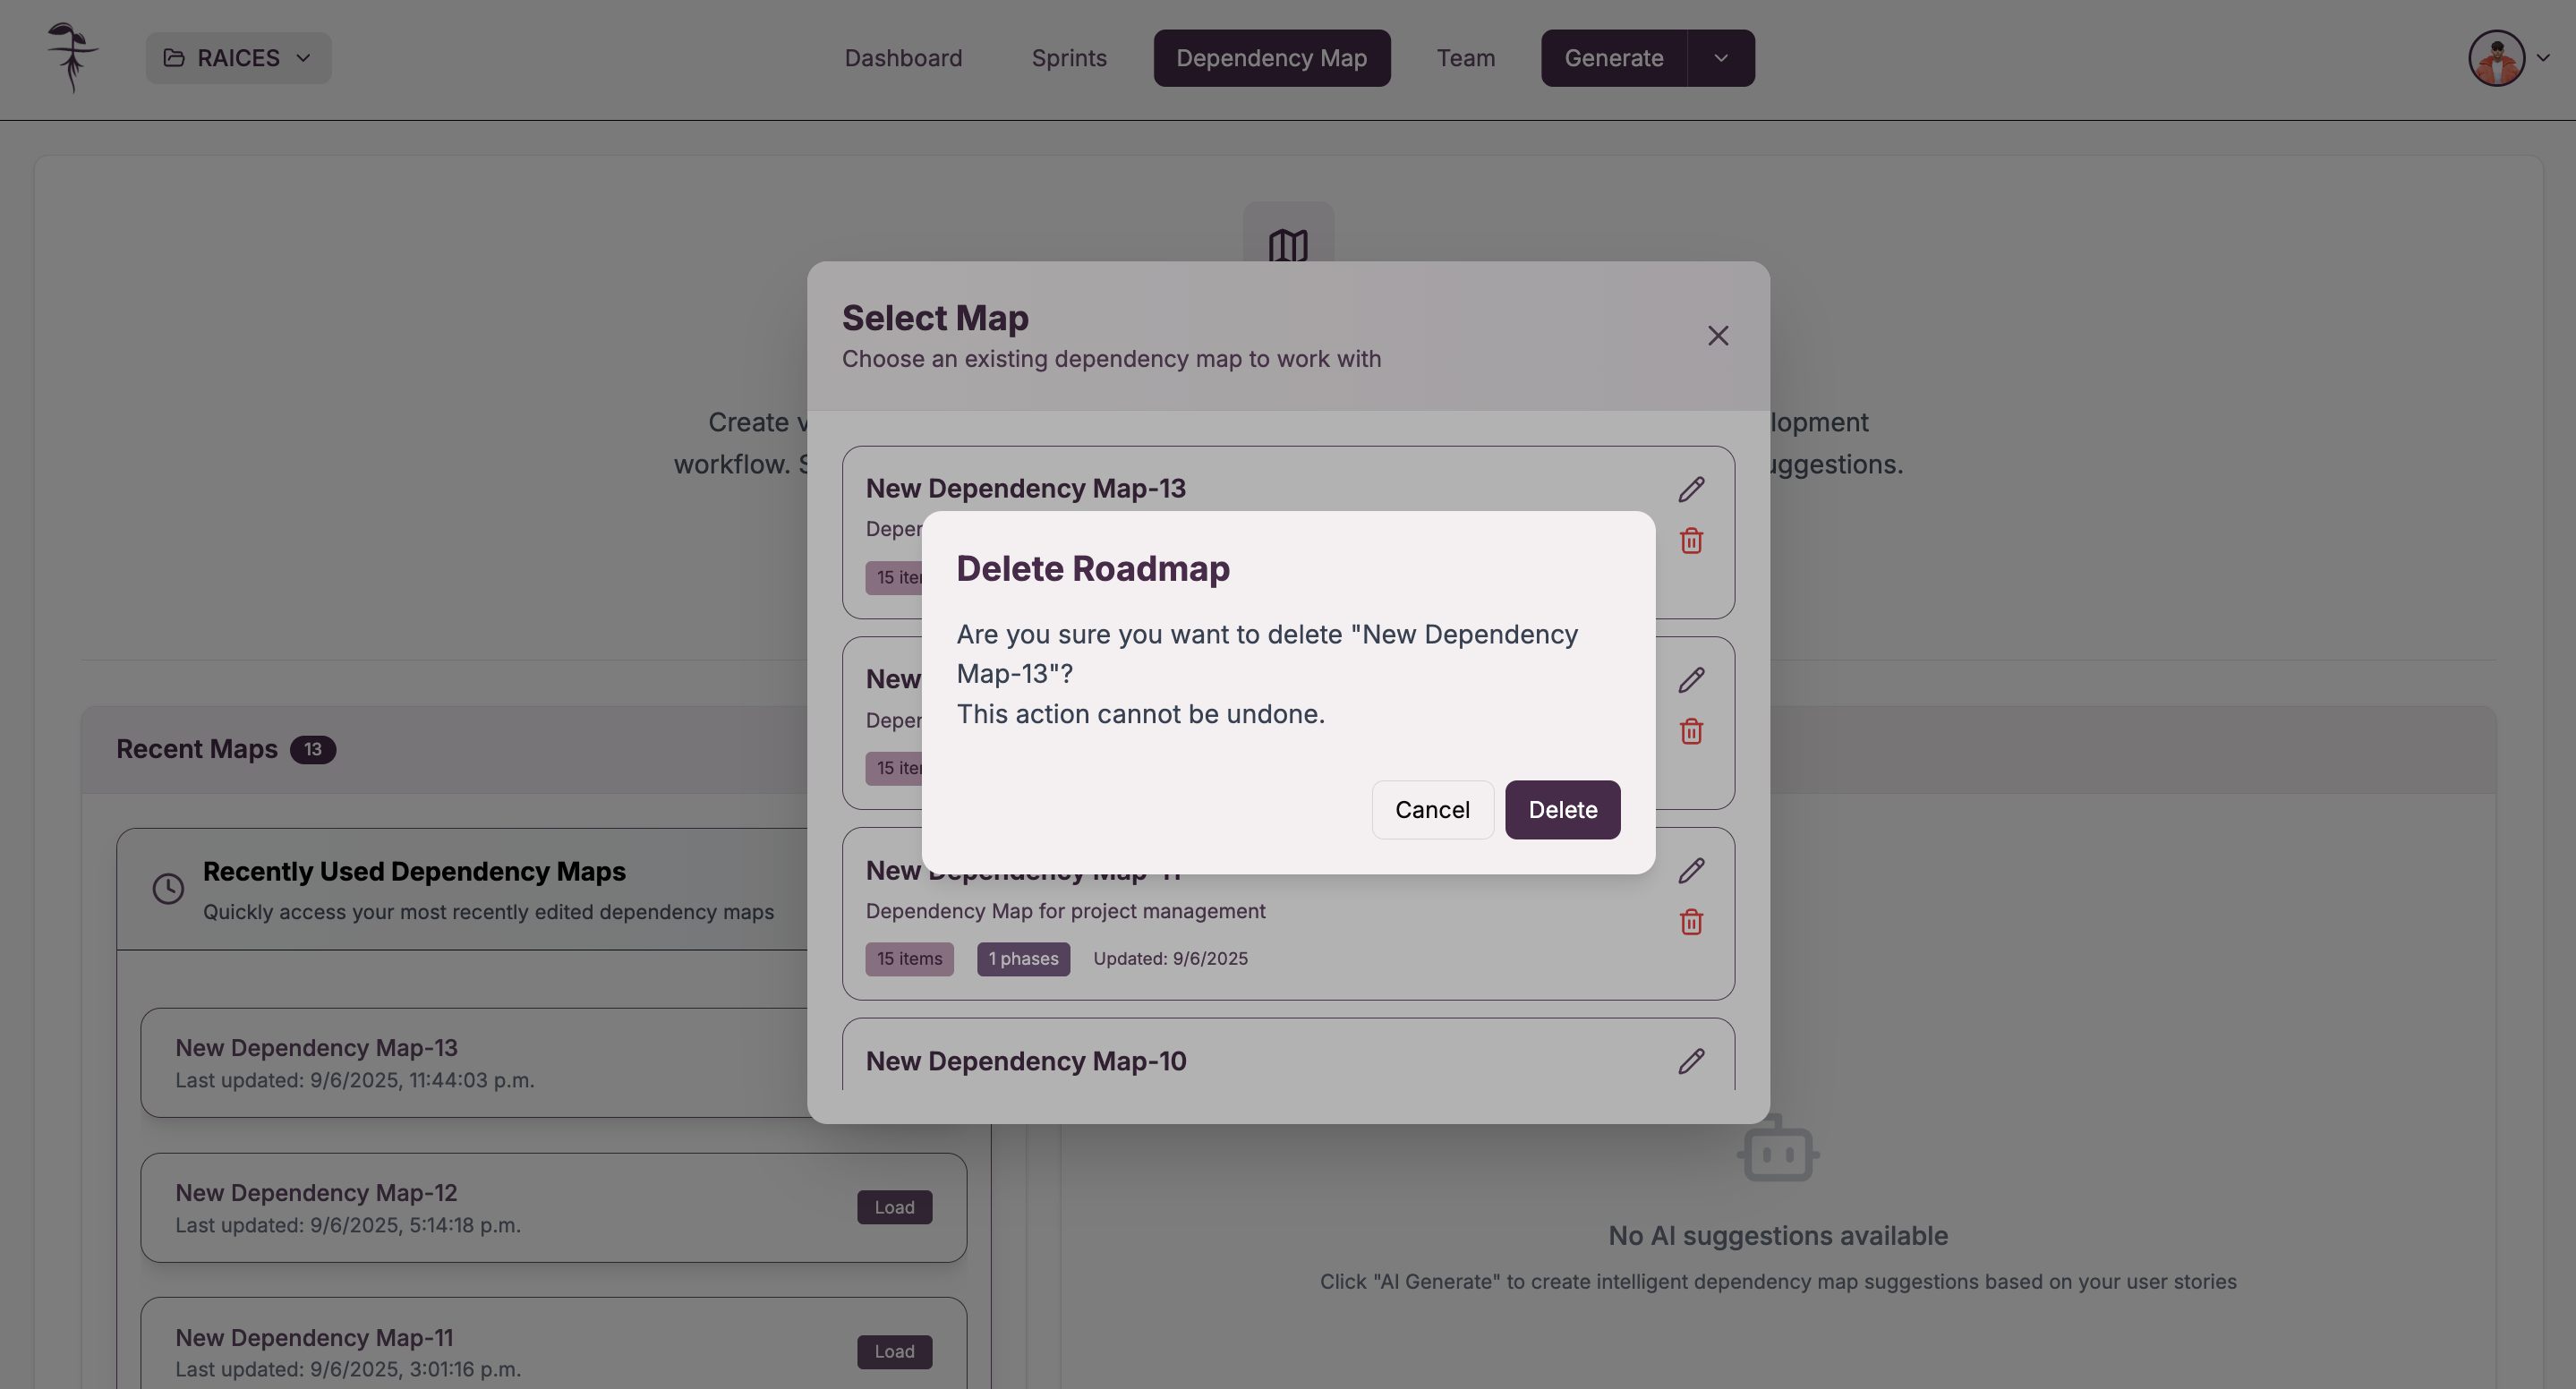 RAICES
Dashboard
Sprints
Dependency Map
Team
Generate
Create
lopment
workflow.
uggestions.
Select Map
Choose an existing dependency map to work with
New Dependency Map-13
15
New
15
New Dependency Map-11
Dependency Map for project management
15 items
1 phases
Updated: 9/6/2025
New Dependency Map-10
Delete Roadmap
Are you sure you want to delete "New Dependency
Map-13"?
This action cannot be undone.
Cancel
Delete
Recent Maps
13
Recently Used Dependency Maps
Quickly access your most recently edited dependency maps
New Dependency Map-13
Last updated: 9/6/2025, 11:44:03 p.m.
New Dependency Map-12
Last updated: 9/6/2025, 5:14:18 p.m.
Load
New Dependency Map-11
Last updated: 9/6/2025, 3:01:16 p.m.
Load
No AI suggestions available
Click "AI Generate" to create intelligent dependency map suggestions based on your user stories